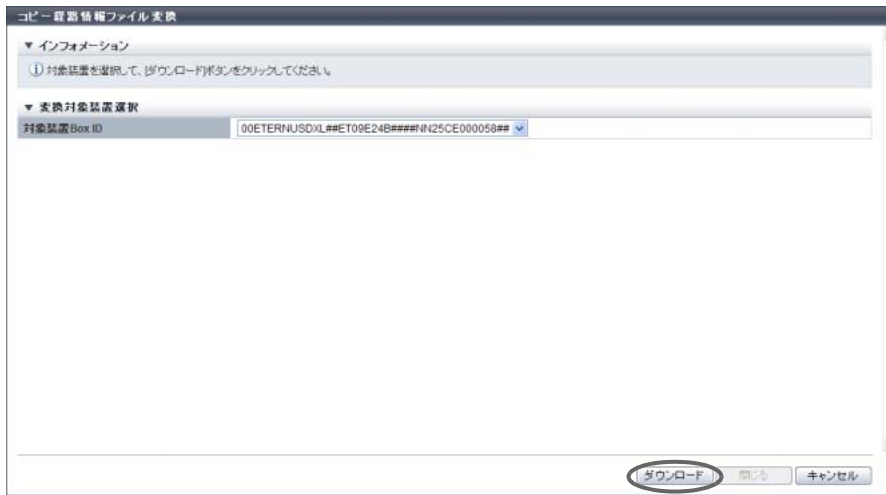 コピー経路情報ファイル変換
▼ インフォメーション
対象装置を選択して、[ダウンロード]ボタンをクリックしてください。
▼ 変換対象装置選択
対象装置Box ID
00ETERNUSDXL##ET09E24B####NN25CE000058##
ダウンロード 閉じる キャンセル